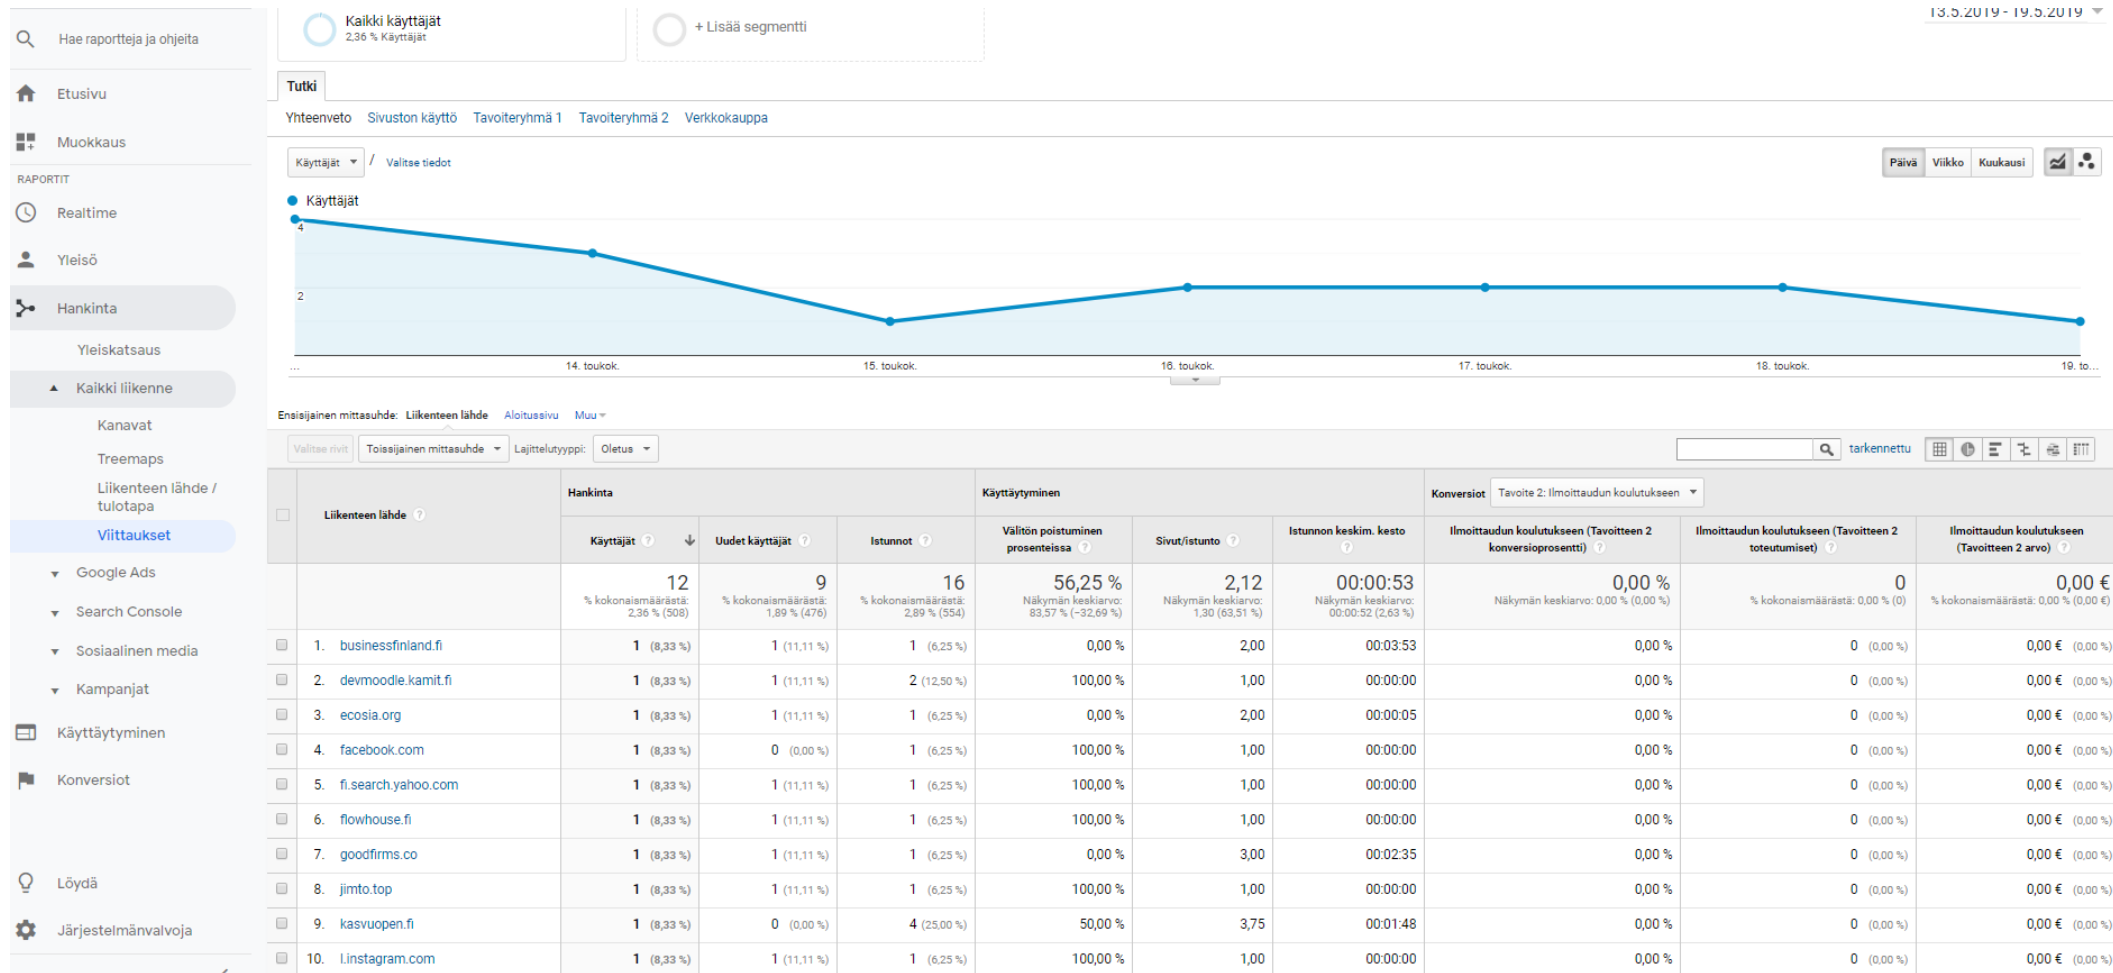 Kaikki käyttäjät
2,36 % Käyttäjät
+ Lisää segmentti
13.5.2019 - 19.5.2019
Hae raportteja ja ohjeita
Etusivu
Muokkaus
RAPORTIT
Realtime
Yleisö
Hankinta
Yleiskatsaus
Kaikki liikenne
Kanavat
Treemaps
Liikenteen lähde /
tulotapa
Viittaukset
Google Ads
Search Console
Sosiaalinen media
Kampanjat
Käyttäytyminen
Konversiot
Löydä
Järjestelmänvalvoja
Tutki
Yhteenveto Sivuston käyttö Tavoiteryhmä 1 Tavoiteryhmä 2 Verkkokauppa
Käyttäjät / Valitse tiedot
Päivä Viikko Kuukausi
Käyttäjät
4
2
... 14. toukok. 15. toukok. 16. toukok. 17. toukok. 18. toukok. 19. to...
Ensisijainen mittasuhde: Liikenteen lähde Aloitussivu Muu
Valitse rivit Toissijainen mittasuhde Lajittelutyyppi: Oletus tarkennettu
Liikenteen lähde ?
Hankinta Käyttäytyminen Konversiot Tavoite 2: Ilmoittaudun koulutukseen
Käyttäjät ? Uudet käyttäjät ? Istunnot ? Välitön poistuminen prosenteissa ? Sivut/istunto ? Istunnon keskim. kesto ? Ilmoittaudun koulutukseen (Tavoitteen 2 konversioprosentti) ? Ilmoittaudun koulutukseen (Tavoitteen 2 toteutumiset) ? Ilmoittaudun koulutukseen (Tavoitteen 2 arvo) ?
12 9 16 56,25 % 2,12 00:00:53 0,00 % 0 0,00 €
% kokonaismäärästä: % kokonaismäärästä: % kokonaismäärästä: Näkymän keskiarvo: Näkymän keskiarvo: Näkymän keskiarvo: Näkymän keskiarvo: 0,00 % (0,00 %) % kokonaismäärästä: 0,00 % (0) % kokonaismäärästä: 0,00 % (0,00 €)
2,36 % (508) 1,89 % (476) 2,89 % (554) 83,57 % (−32,69 %) 1,30 (63,51 %) 00:00:52 (2,63 %)
1. businessfinland.fi 1 (8,33 %) 1 (11,11 %) 1 (6,25 %) 0,00 % 2,00 00:03:53 0,00 % 0 (0,00 %) 0,00 € (0,00 %)
2. devmoodle.kamit.fi 1 (8,33 %) 1 (11,11 %) 2 (12,50 %) 100,00 % 1,00 00:00:00 0,00 % 0 (0,00 %) 0,00 € (0,00 %)
3. ecosia.org 1 (8,33 %) 1 (11,11 %) 1 (6,25 %) 0,00 % 2,00 00:00:05 0,00 % 0 (0,00 %) 0,00 € (0,00 %)
4. facebook.com 1 (8,33 %) 0 (0,00 %) 1 (6,25 %) 100,00 % 1,00 00:00:00 0,00 % 0 (0,00 %) 0,00 € (0,00 %)
5. fi.search.yahoo.com 1 (8,33 %) 1 (11,11 %) 1 (6,25 %) 100,00 % 1,00 00:00:00 0,00 % 0 (0,00 %) 0,00 € (0,00 %)
6. flowhouse.fi 1 (8,33 %) 1 (11,11 %) 1 (6,25 %) 100,00 % 1,00 00:00:00 0,00 % 0 (0,00 %) 0,00 € (0,00 %)
7. goodfirms.co 1 (8,33 %) 1 (11,11 %) 1 (6,25 %) 0,00 % 3,00 00:02:35 0,00 % 0 (0,00 %) 0,00 € (0,00 %)
8. jimto.top 1 (8,33 %) 1 (11,11 %) 1 (6,25 %) 100,00 % 1,00 00:00:00 0,00 % 0 (0,00 %) 0,00 € (0,00 %)
9. kasvuopen.fi 1 (8,33 %) 0 (0,00 %) 4 (25,00 %) 50,00 % 3,75 00:01:48 0,00 % 0 (0,00 %) 0,00 € (0,00 %)
10. l.instagram.com 1 (8,33 %) 1 (11,11 %) 1 (6,25 %) 100,00 % 1,00 00:00:00 0,00 % 0 (0,00 %) 0,00 € (0,00 %)